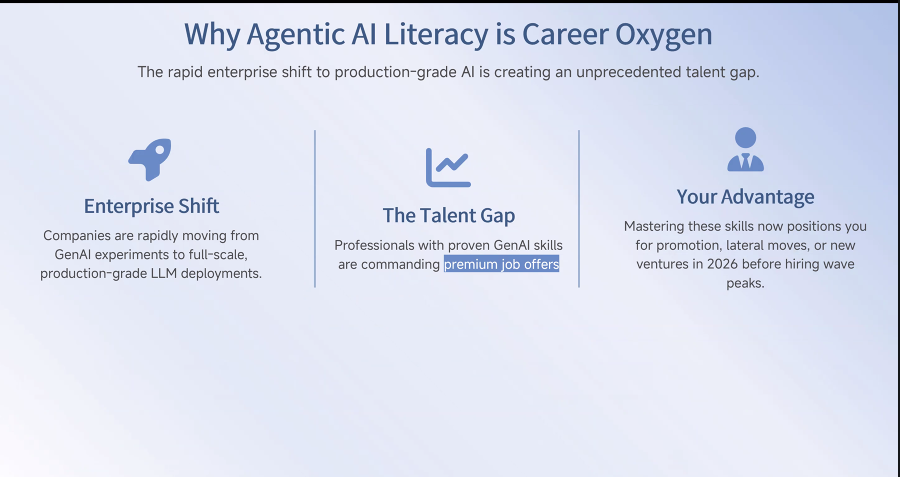 Why Agentic AI Literacy is Career Oxygen
The rapid enterprise shift to production-grade AI is creating an unprecedented talent gap.
Enterprise Shift
Companies are rapidly moving from
GenAI experiments to full-scale,
production-grade LLM deployments.
The Talent Gap
Professionals with proven GenAI skills
are commanding premium job offers
Your Advantage
Mastering these skills now positions you
for promotion, lateral moves, or new
ventures in 2026 before hiring wave
peaks.